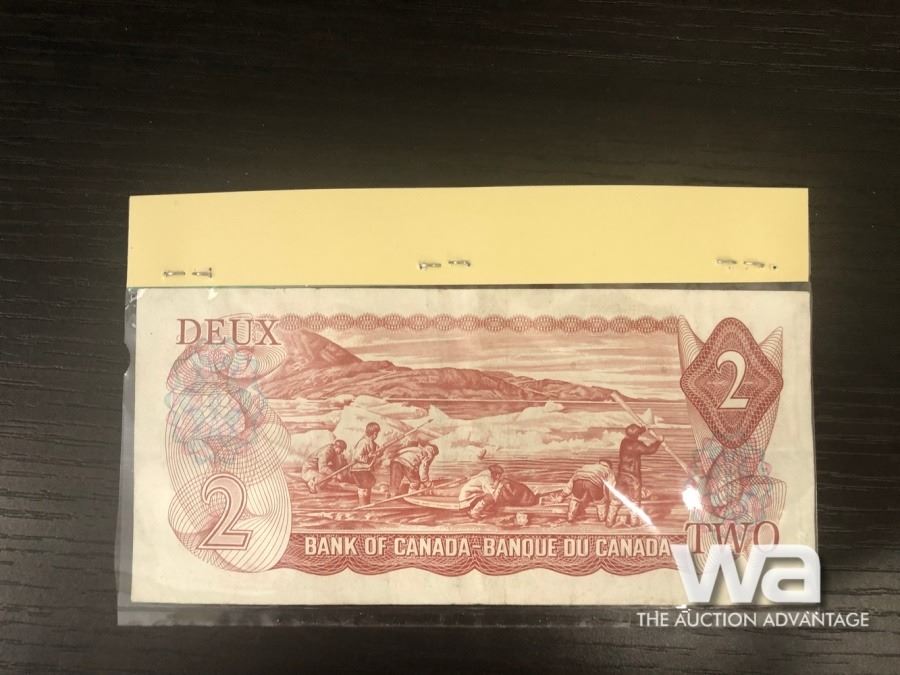 DEUX
2
2
BANK OF CANADA-BANQUE DU CANADA
TWO
wa
THE AUCTION ADVANTAGE